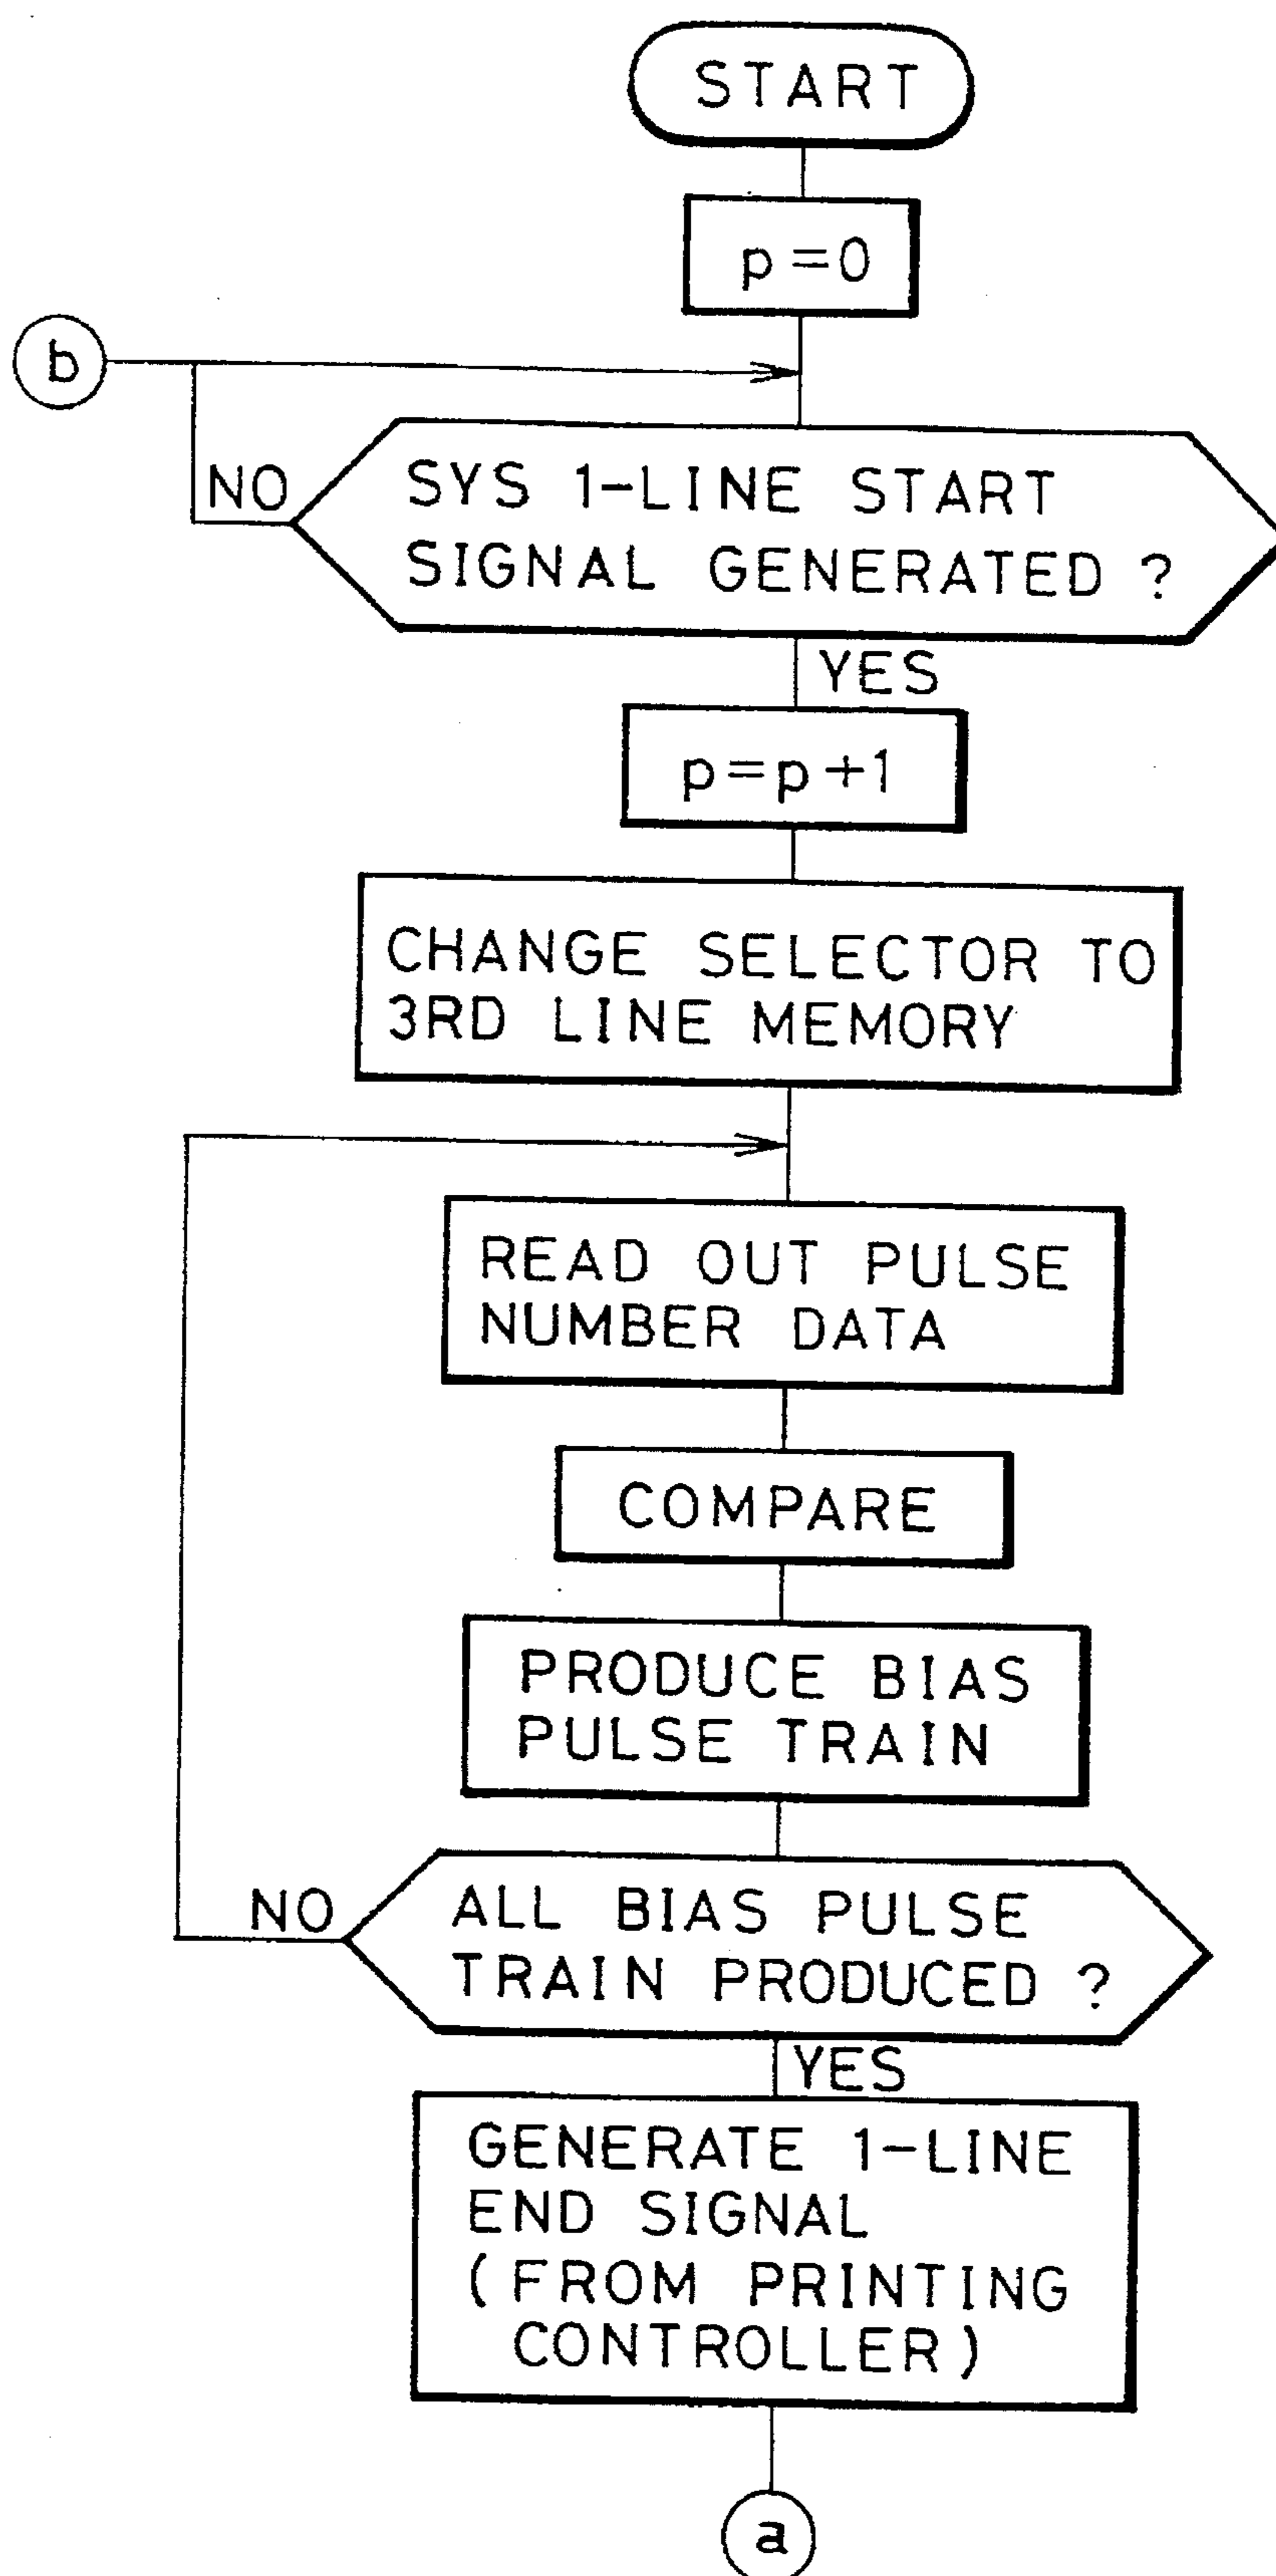 START
p=0
b
NO
SYS 1-LINE START
SIGNAL GENERATED ?
YES
p=p+1
CHANGE SELECTOR TO
3RD LINE MEMORY
READ OUT PULSE
NUMBER DATA
COMPARE
PRODUCE BIAS
PULSE TRAIN
NO
ALL BIAS PULSE
TRAIN PRODUCED ?
YES
GENERATE 1-LINE
END SIGNAL
(FROM PRINTING
CONTROLLER)
a